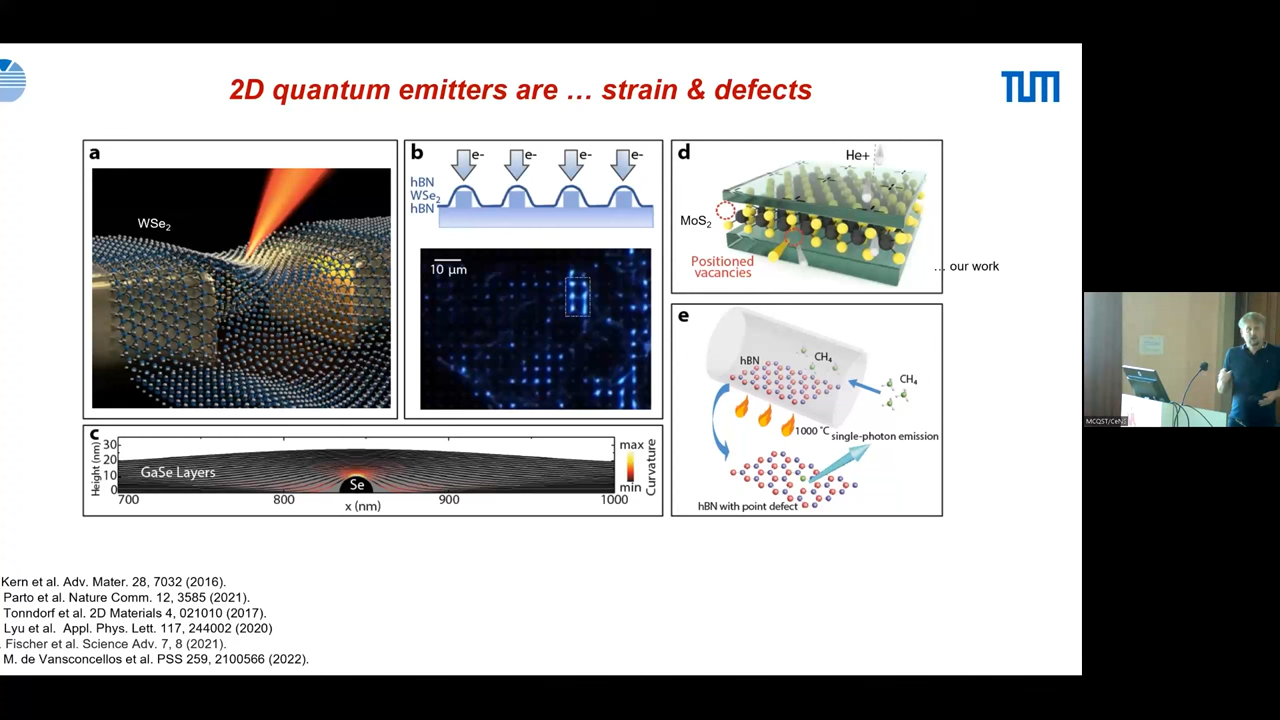 2D quantum emitters are … strain & defects
TUM
a
WSe2
b
e-
e-
e-
e-
hBN
WSe2
hBN
10 µm
c
Height(nm)
30
20
10
0
GaSe Layers
Se
max
min
Curvature
700
800
900
1000
x (nm)
d
He+
MoS2
Positioned
vacancies
… our work
e
hBN
CH4
CH4
1000 °C
single-photon emission
hBN with point defect
Kern et al. Adv. Mater. 28, 7032 (2016).
Parto et al. Nature Comm. 12, 3585 (2021).
Tonndorf et al. 2D Materials 4, 021010 (2017).
Lyu et al. Appl. Phys. Lett. 117, 244002 (2020)
Fischer et al. Science Adv. 7, 8 (2021).
M. de Vansconcellos et al. PSS 259, 2100566 (2022).
MCQST/CeNS